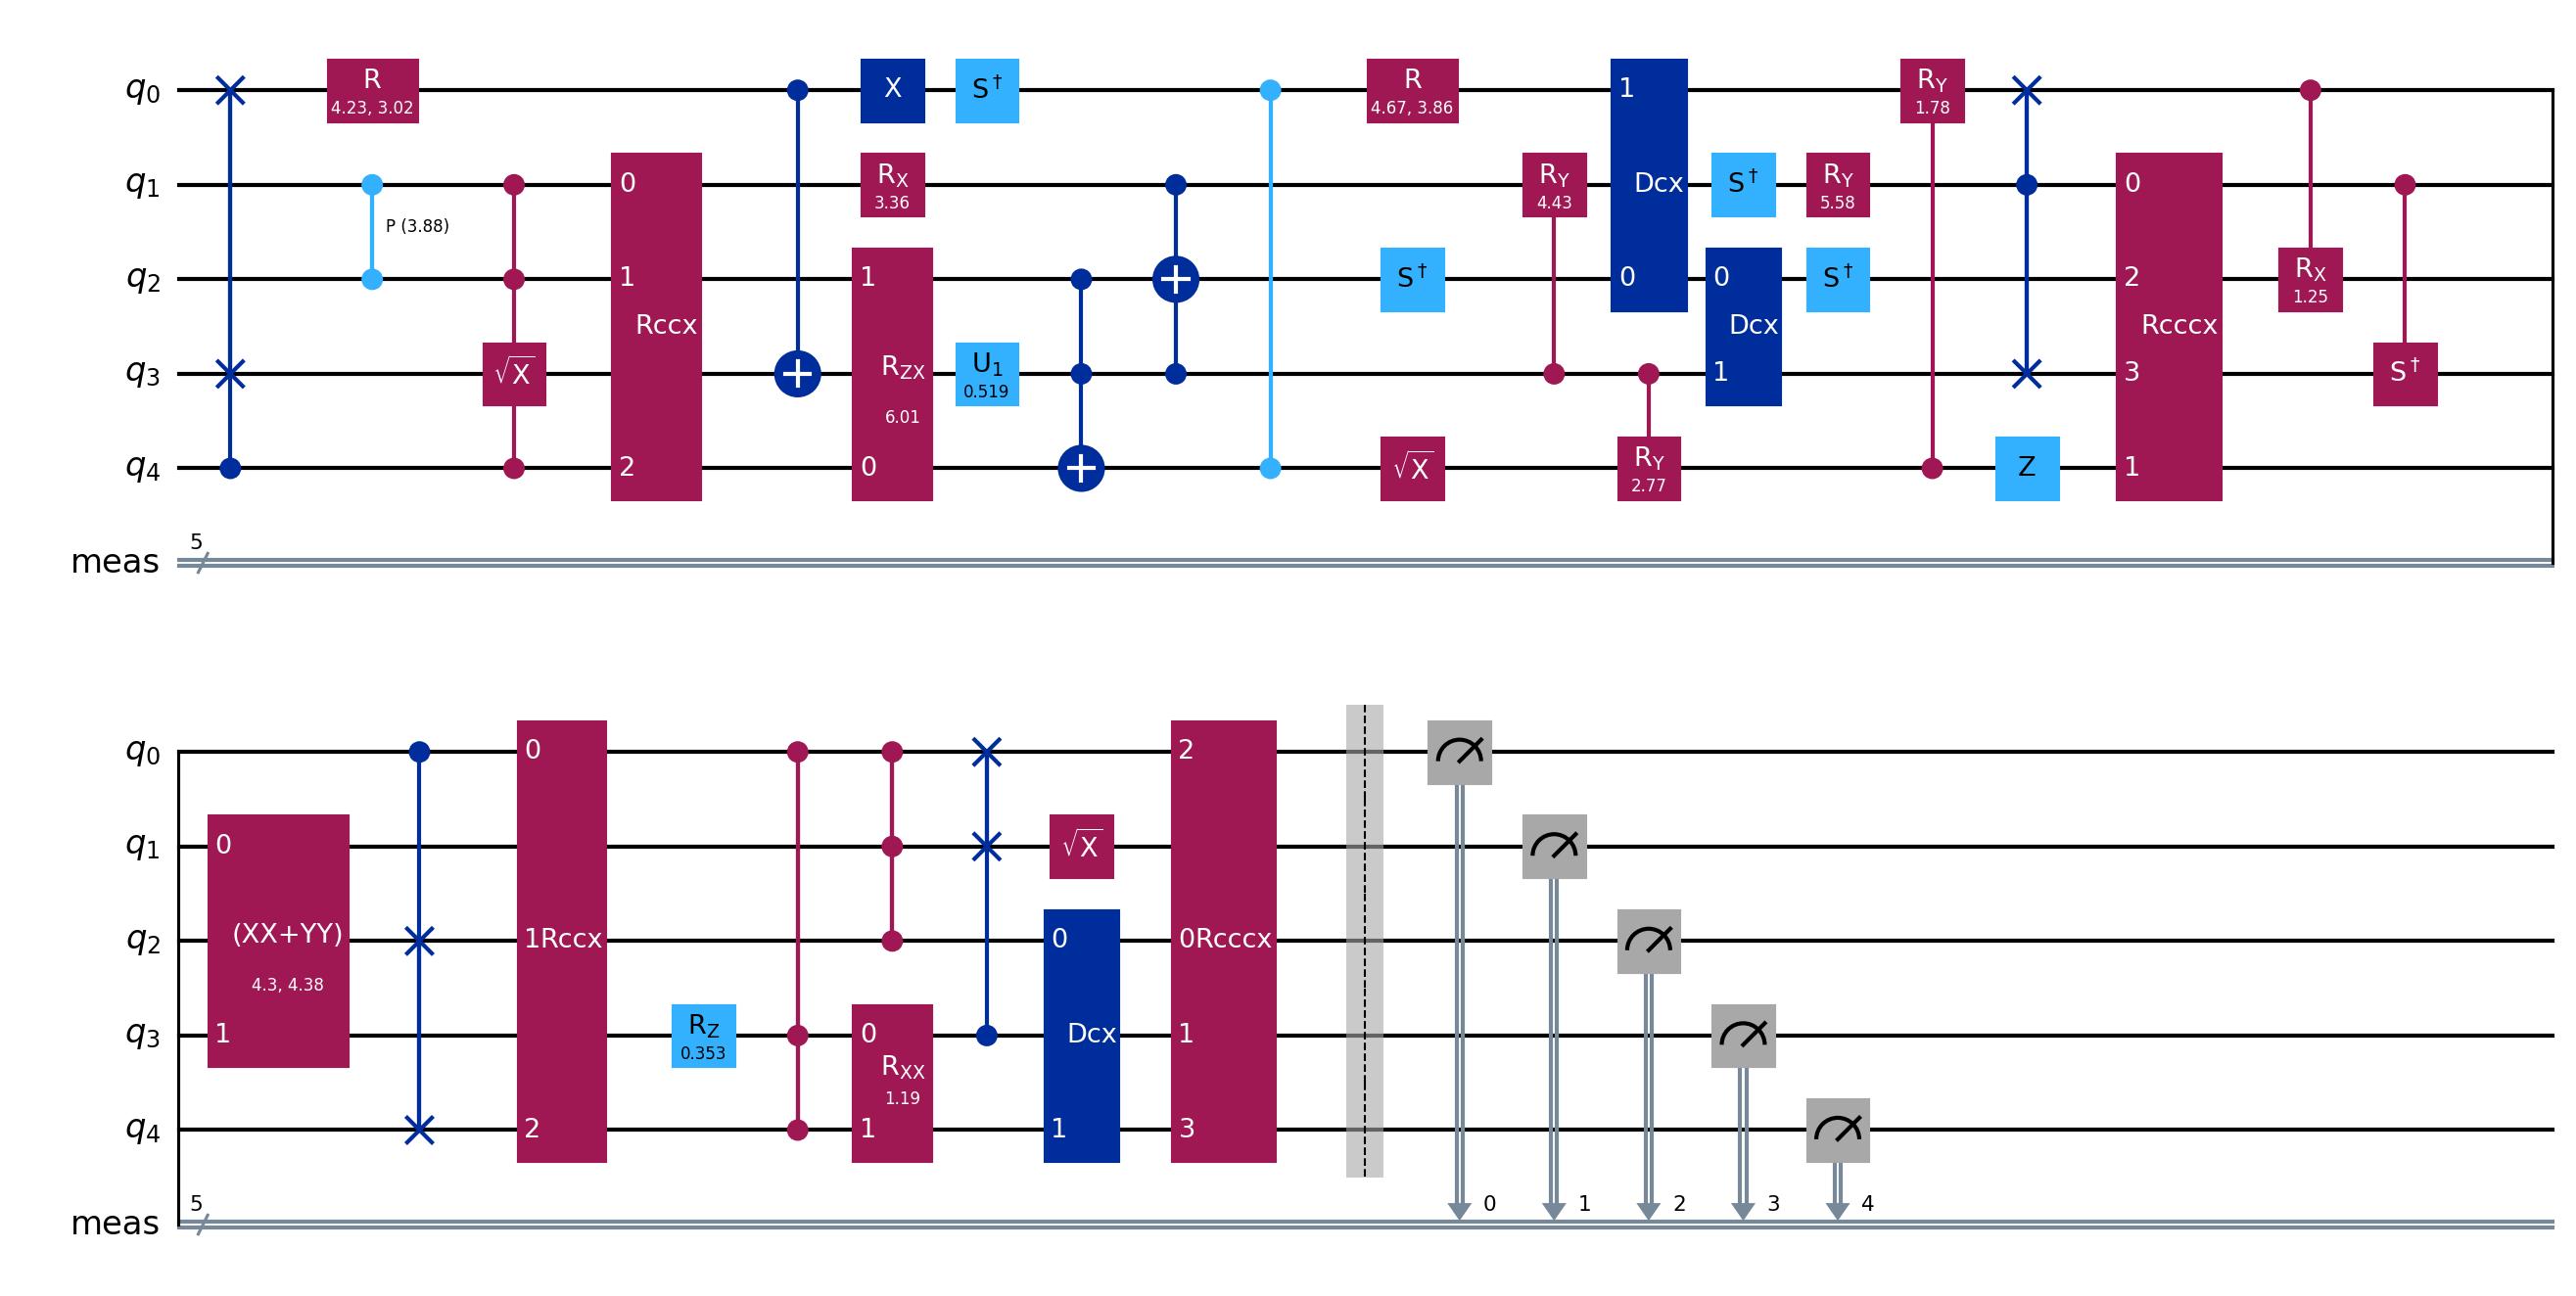 q0 R 4.23, 3.02 X S† R 4.67, 3.86 1 RY 1.78
q1 P (3.88) 0 RX 3.36 RY 4.43 Dcx S† RY 5.58 0
q2 1 Rccx 1 S† 0 0 Dcx S† 2 Rcccx RX 1.25
q3 √X RZX 6.01 U1 0.519 1 3 S†
q4 2 0 √X RY 2.77 Z 1
meas 5
q0 0 2
q1 0 √X
q2 (XX+YY) 4.3, 4.38 1Rccx 0 0Rcccx
q3 1 RZ 0.353 0 RXX 1.19 Dcx 1
q4 2 1 1 3
meas 5 0 1 2 3 4